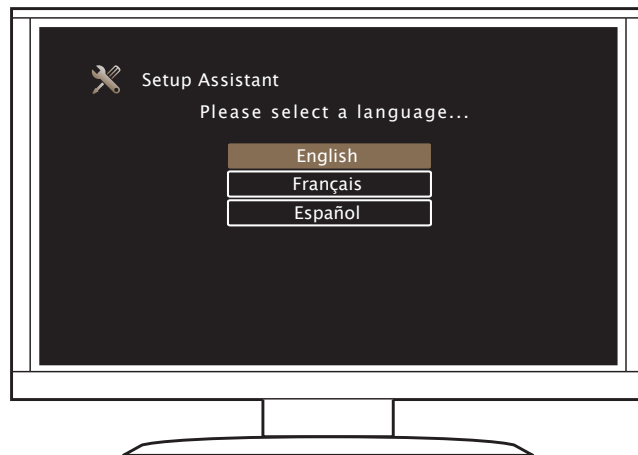 Setup Assistant
Please select a language...
English
Français
Español